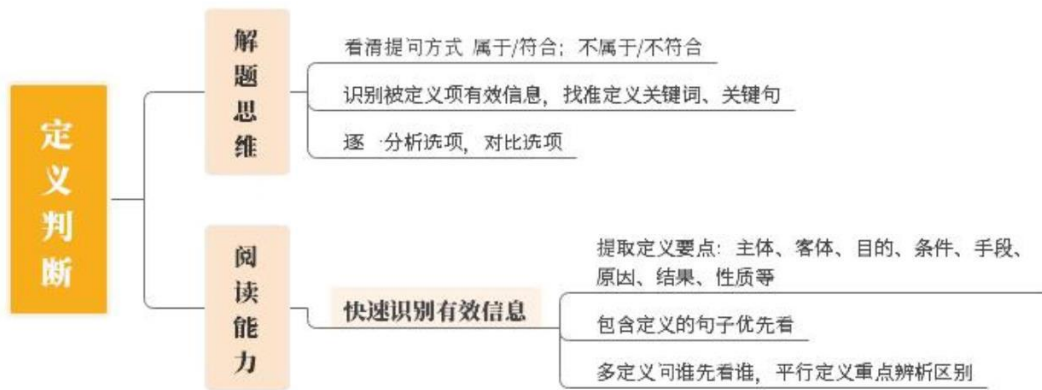 定义判断
解题思维
看清提问方式 属于/符合；不属于/不符合
识别被定义项有效信息，找准定义关键词、关键句
逐 ·分析选项，对比选项
阅读能力
快速识别有效信息
提取定义要点：主体、客体、目的、条件、手段、
原因、结果、性质等
包含定义的句子优先看
多定义问谁先看谁，平行定义重点辨析区别